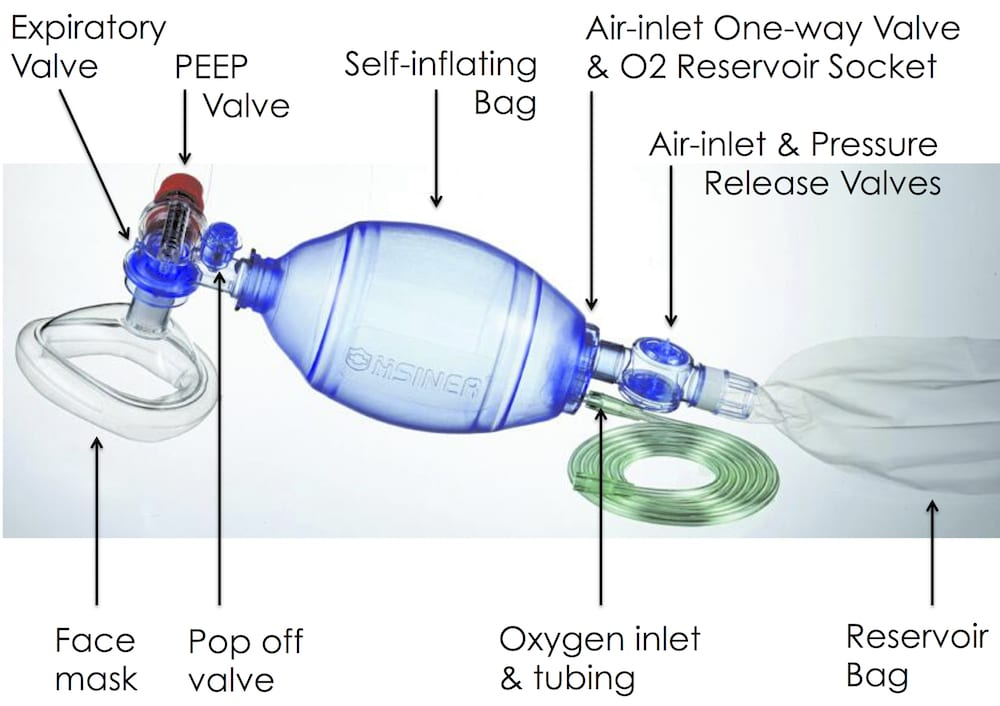 Expiratory
Valve
PEEP
Valve
Self-inflating
Bag
Air-inlet One-way Valve
& O2 Reservoir Socket
Air-inlet & Pressure
Release Valves
HSINER
Face
mask
Pop off
valve
Oxygen inlet
& tubing
Reservoir
Bag